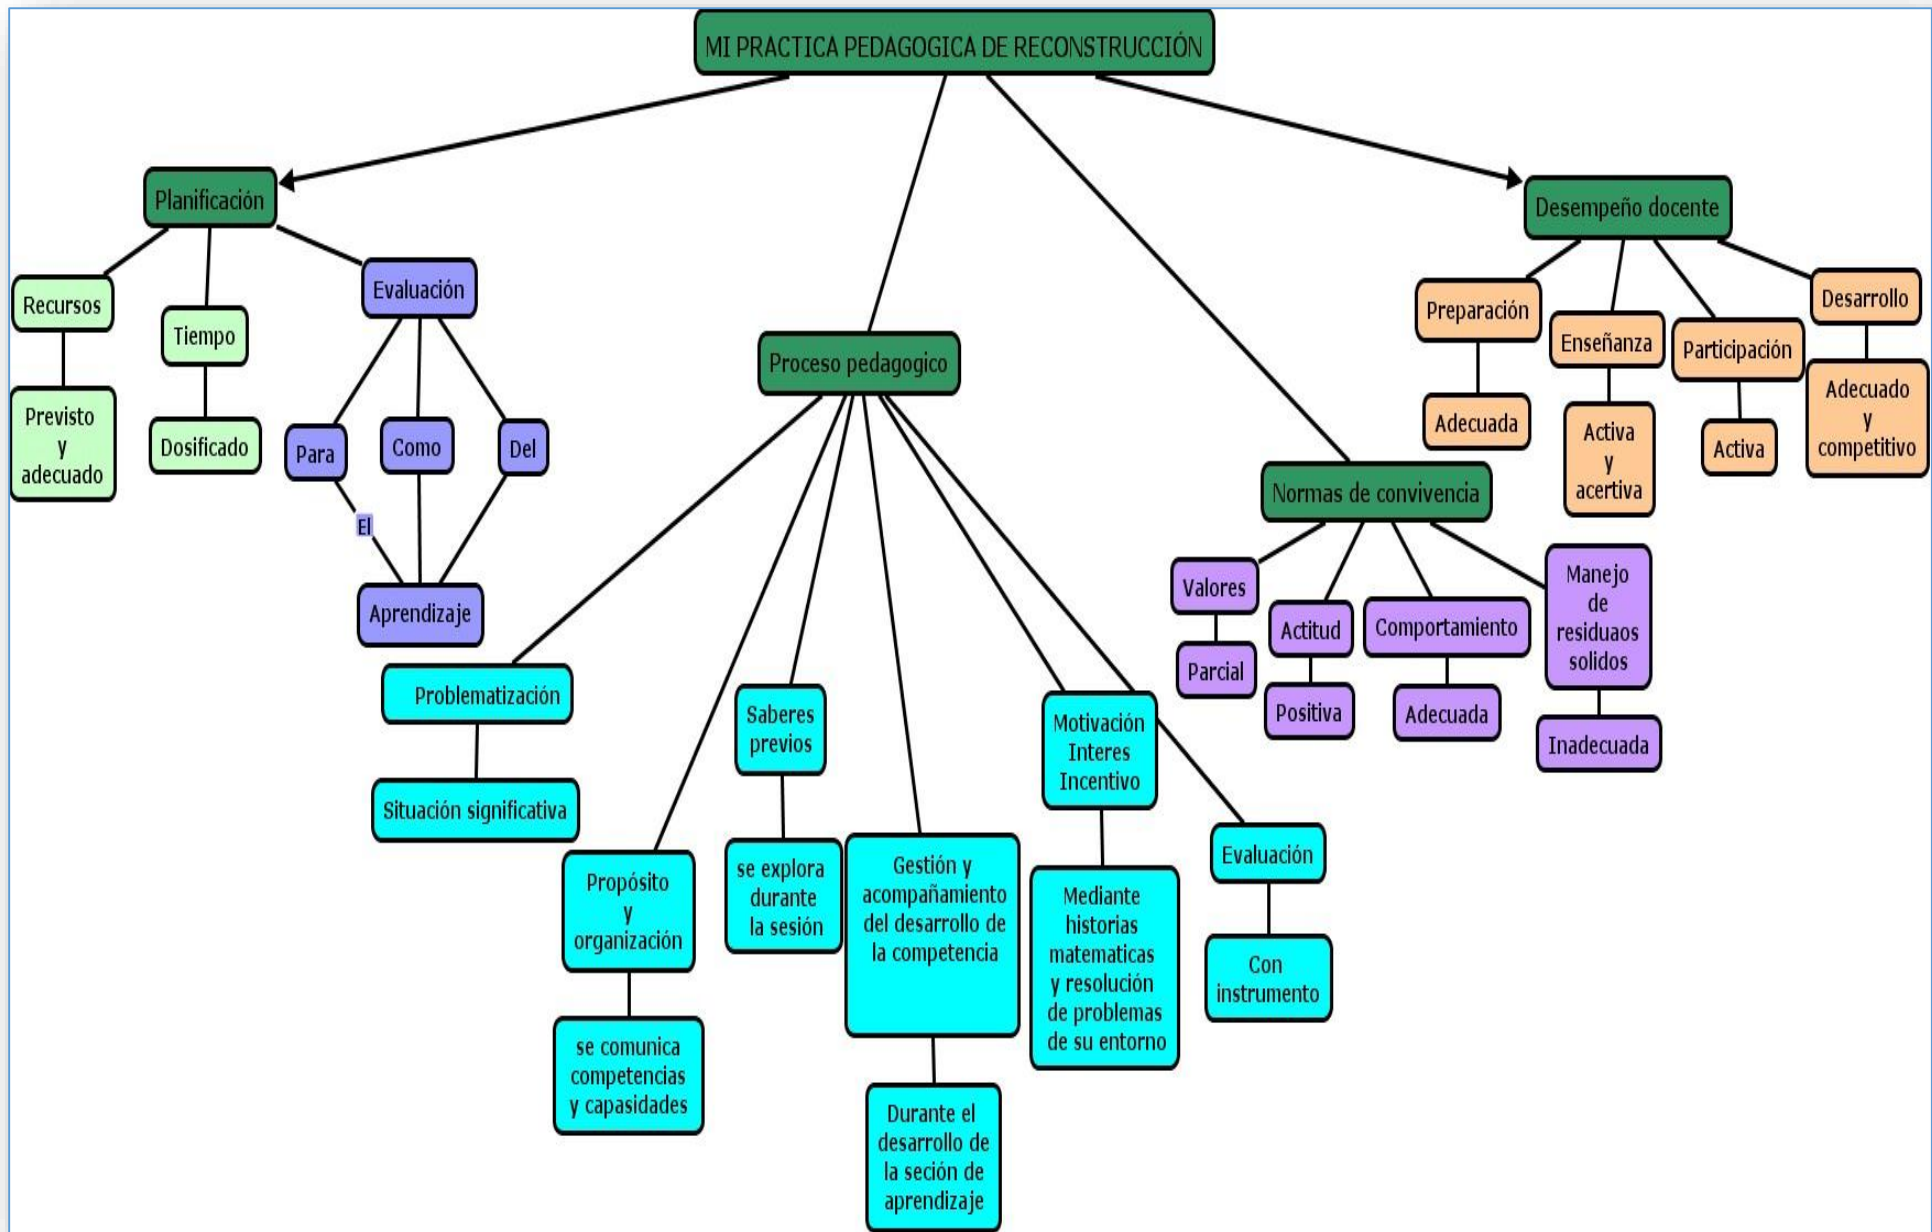 MI PRACTICA PEDAGOGICA DE RECONSTRUCCIÓN
Planificación
Recursos
Previsto
y
adecuado
Tiempo
Dosificado
Evaluación
Para
Como
Del
El
Aprendizaje
Proceso pedagogico
Problematización
Situación significativa
Propósito
y
organización
se comunica
competencias
y capasidades
Saberes
previos
se explora
durante
la sesión
Gestión y
acompañamiento
del desarrollo de
la competencia
Durante el
desarrollo de
la seción de
aprendizaje
Motivación
Interes
Incentivo
Mediante
historias
matematicas
y resolución
de problemas
de su entorno
Evaluación
Con
instrumento
Normas de convivencia
Valores
Parcial
Actitud
Positiva
Comportamiento
Adecuada
Manejo
de
residuaos
solidos
Inadecuada
Desempeño docente
Preparación
Adecuada
Enseñanza
Activa
y
acertiva
Participación
Activa
Desarrollo
Adecuado
y
competitivo